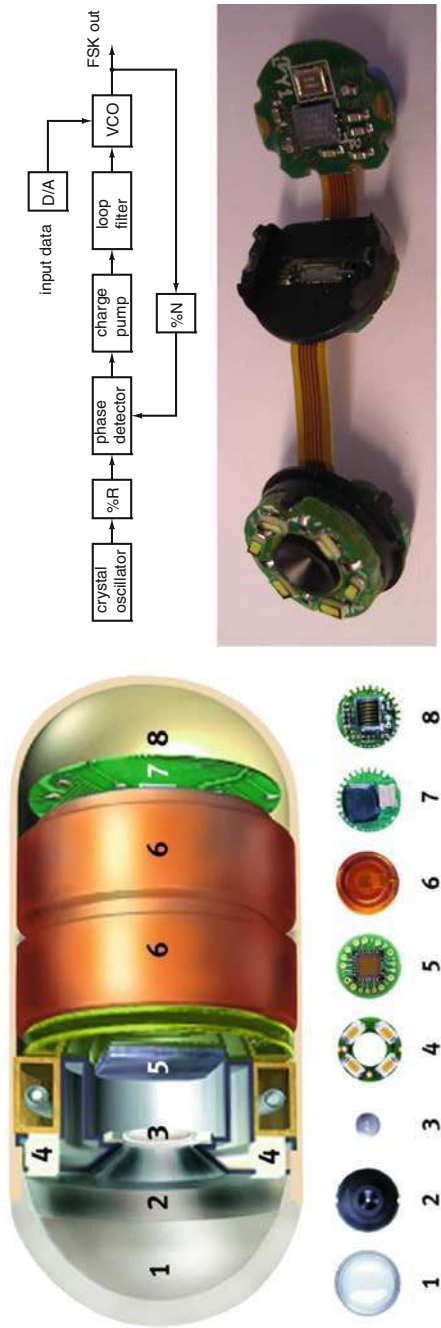 input data
D/A
FSK out
crystal
oscillator
%R
phase
detector
charge
pump
loop
filter
VCO
%N
1
2
3
4
4
5
6
6
7
8
1
2
3
4
5
6
7
8